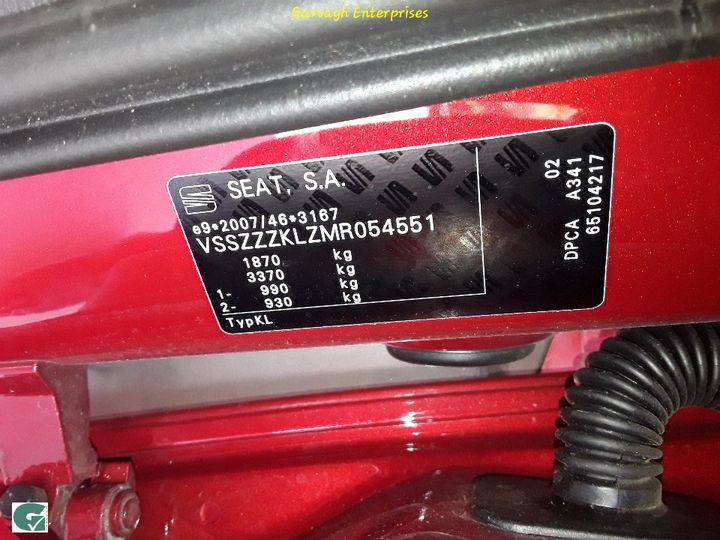 Garvagh Enterprises
SEAT, S.A.
e9*2007/46*3167
VSSZZZKLZMR054551
1870 kg
3370 kg
1- 990 kg
2- 930 kg
TypKL
02
DPCA A341
65104217